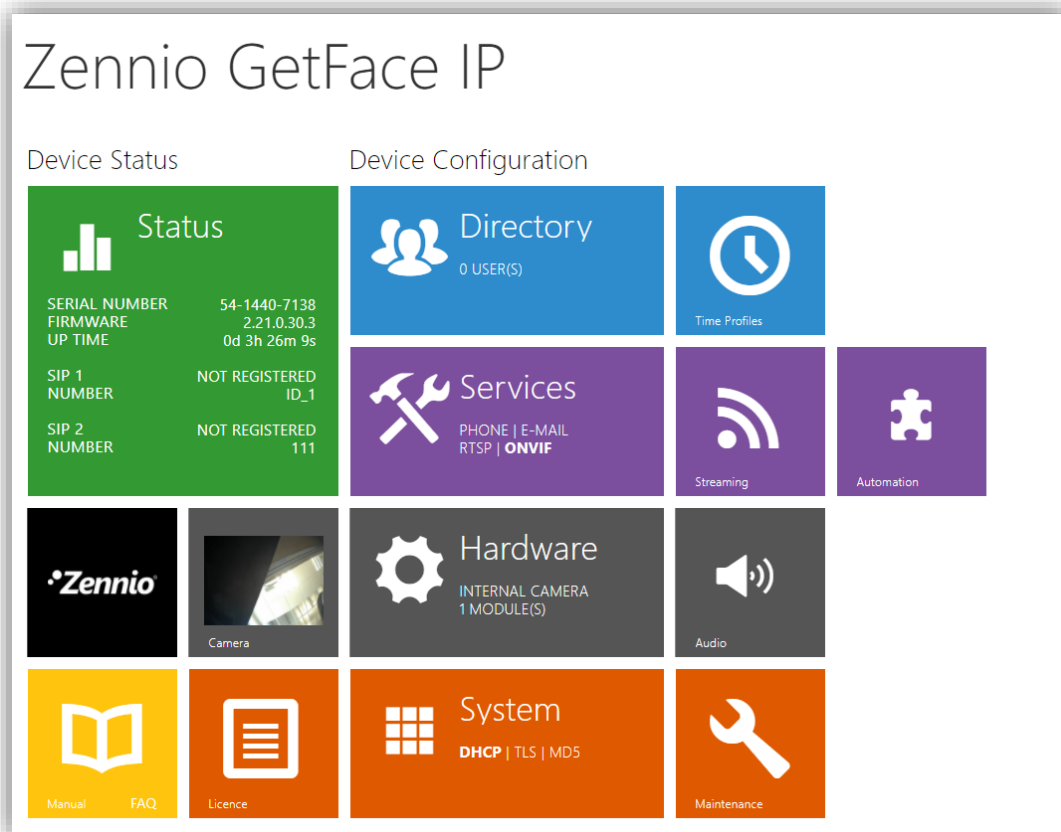 Zennio GetFace IP
Device Status
Device Configuration
Status
SERIAL NUMBER 54-1440-7138
FIRMWARE 2.21.0.30.3
UP TIME 0d 3h 26m 9s
SIP 1 NOT REGISTERED
NUMBER ID_1
SIP 2 NOT REGISTERED
NUMBER 111
Directory
0 USER(S)
Time Profiles
Services
PHONE | E-MAIL
RTSP | ONVIF
Streaming
Automation
Zennio
Camera
Hardware
INTERNAL CAMERA
1 MODULE(S)
Audio
Manual FAQ
Licence
System
DHCP | TLS | MD5
Maintenance